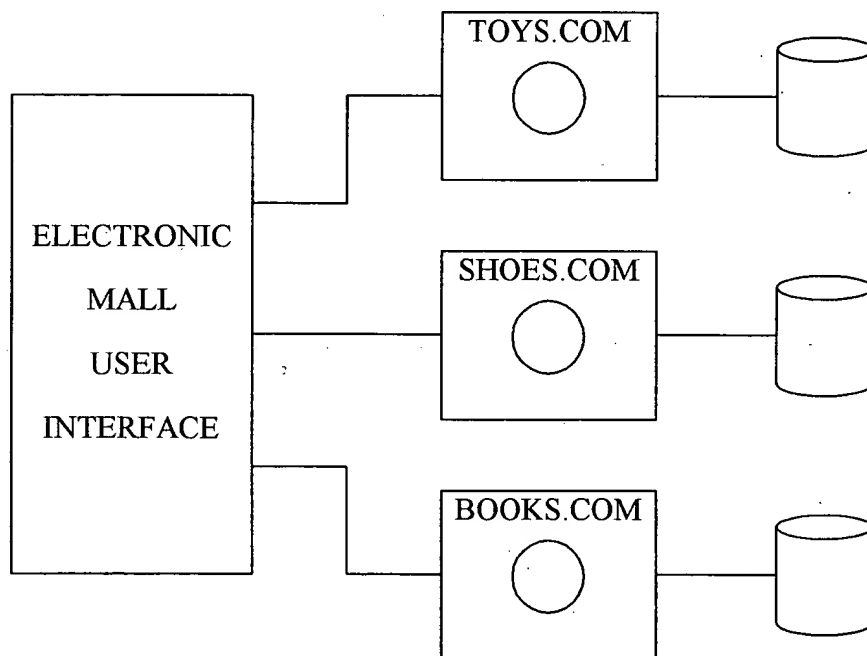 TOYS.COM
ELECTRONIC
MALL
USER
INTERFACE
SHOES.COM
BOOKS.COM